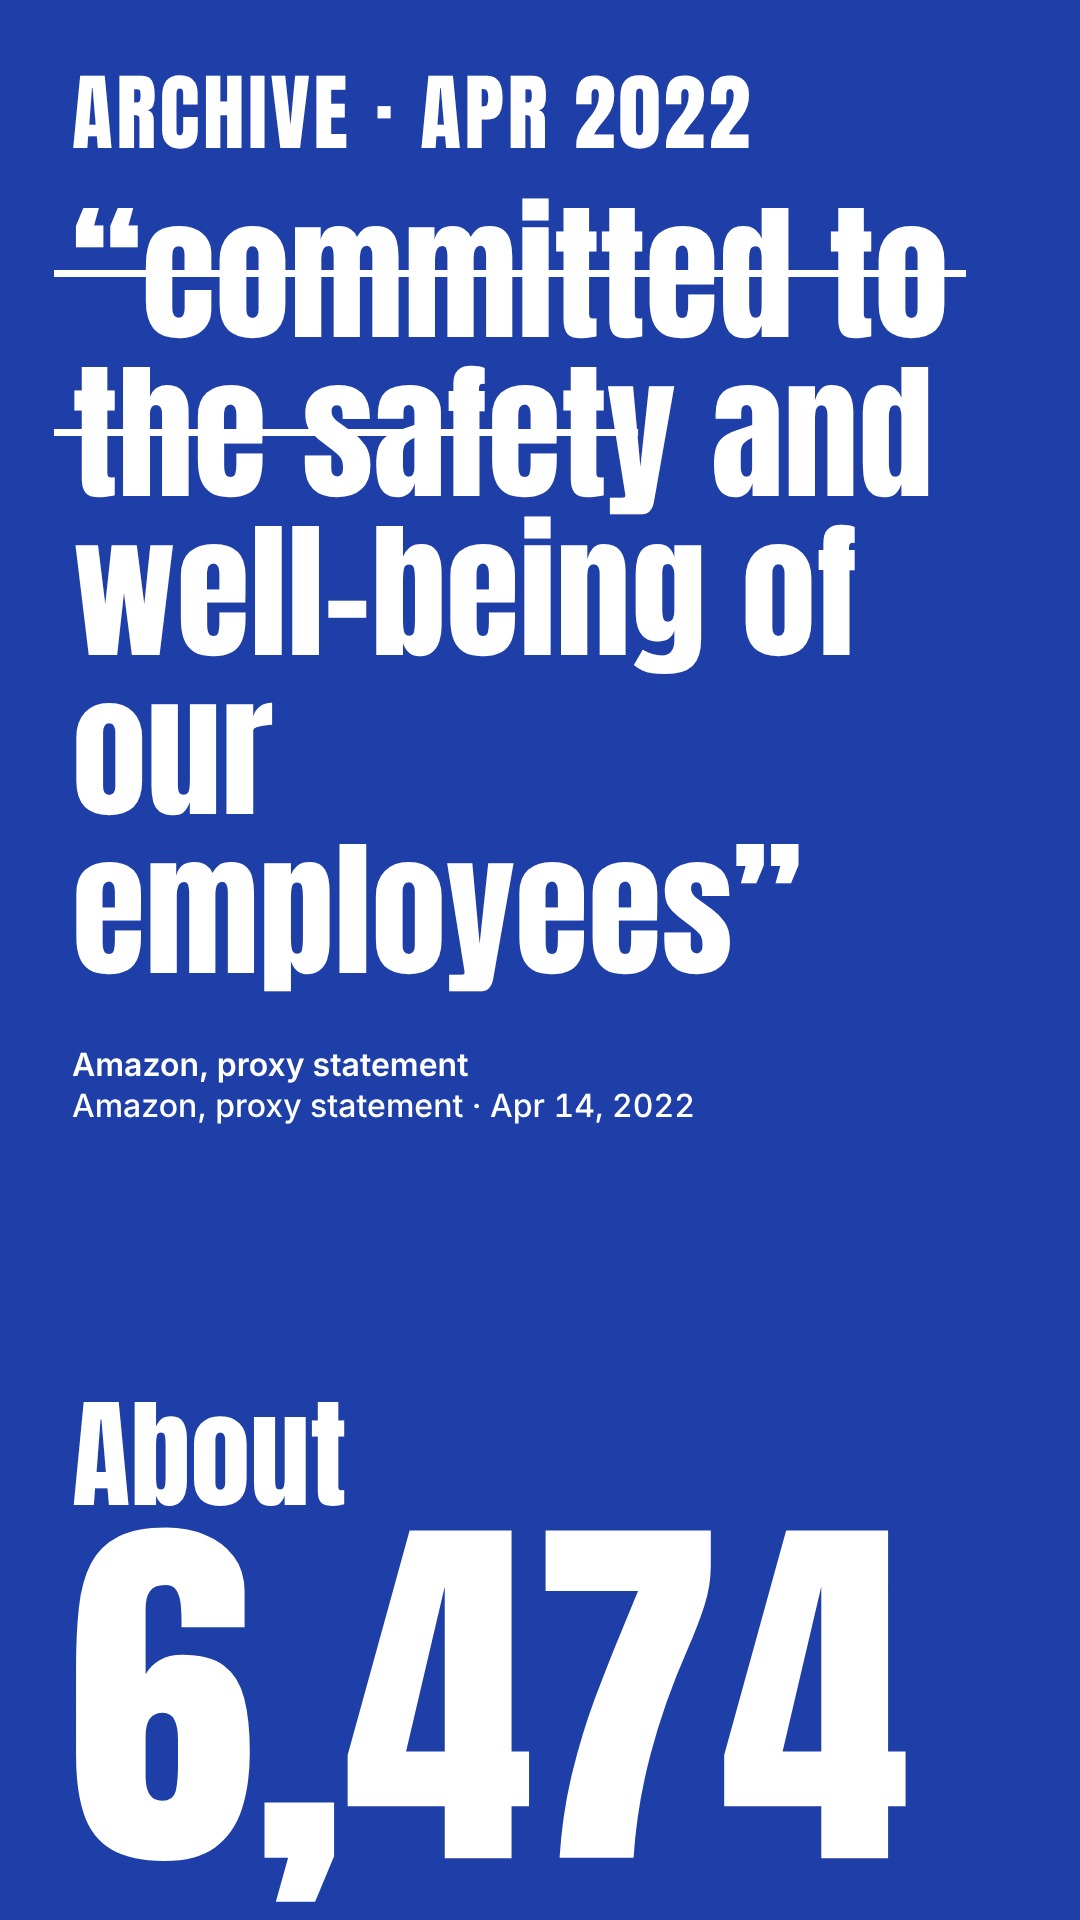 ARCHIVE · APR 2022
“committed to
the safety and
well-being of
our
employees”
Amazon, proxy statement
Amazon, proxy statement · Apr 14, 2022
About
6,474